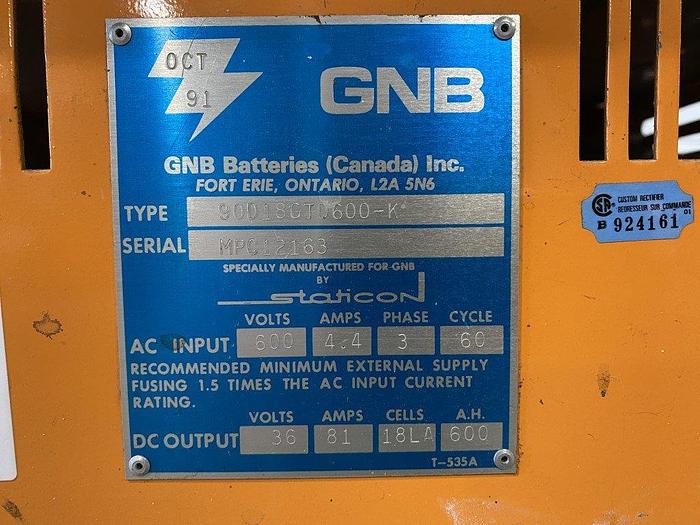 OCT
91
GNB
GNB Batteries (Canada) Inc.
FORT ERIE, ONTARIO, L2A 5N6
TYPE
SERIAL MPC12163
SPECIALLY MANUFACTURED FOR GNB
BY
staticon
VOLTS AMPS PHASE CYCLE
AC INPUT 600 4.4 3 60
RECOMMENDED MINIMUM EXTERNAL SUPPLY
FUSING 1.5 TIMES THE AC INPUT CURRENT
RATING.
VOLTS AMPS CELLS A.H.
DC OUTPUT 36 81 18LA 600
T-535A
CUSTOM RECTIFIER
REDRESSEUR SUR COMMANDE
01
B 924161